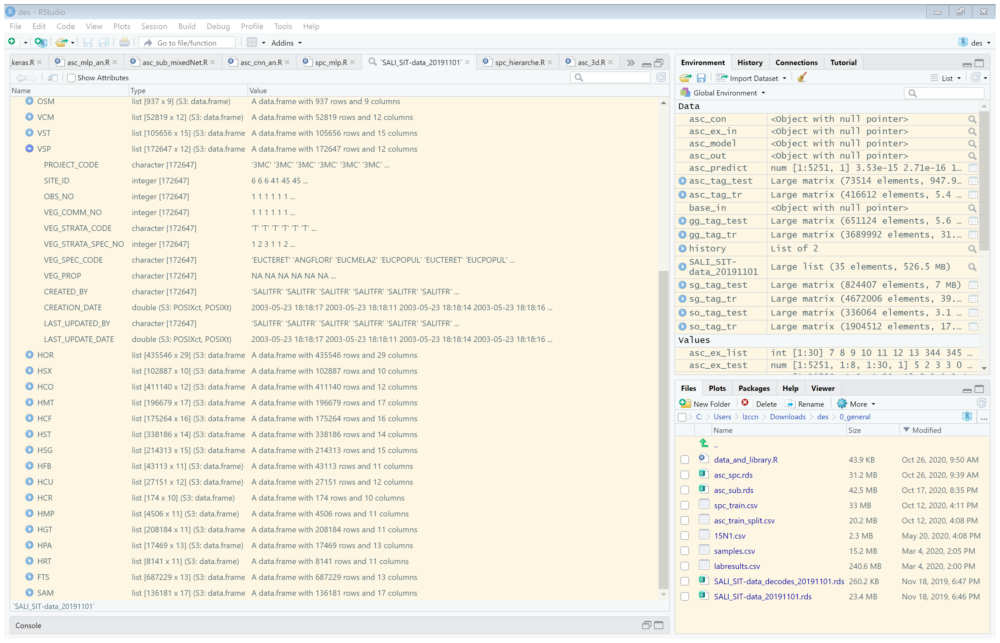 des - RStudio
File Edit Code View Plots Session Build Debug Profile Tools Help
Go to file/function Addins des
_keras.R asc_mlp_an.R asc_sub_mixedNet.R asc_cnn_an.R spc_mlp.R `SALI_SIT-data_20191101` spc_hierarche.R asc_3d.R
Show Attributes
Name Type Value
OSM list [937 x 9] (S3: data.frame) A data.frame with 937 rows and 9 columns
VCM list [52819 x 12] (S3: data.frame) A data.frame with 52819 rows and 12 columns
VST list [105656 x 15] (S3: data.frame A data.frame with 105656 rows and 15 columns
VSP list [172647 x 12] (S3: data.frame A data.frame with 172647 rows and 12 columns
PROJECT_CODE character [172647] '3MC' '3MC' '3MC' '3MC' '3MC' '3MC' ...
SITE_ID integer [172647] 6 6 6 41 45 45 ...
OBS_NO integer [172647] 1 1 1 1 1 1 ...
VEG_COMM_NO integer [172647] 1 1 1 1 1 1 ...
VEG_STRATA_CODE character [172647] 'T' 'T' 'T' 'T' 'T' 'T' ...
VEG_STRATA_SPEC_NO integer [172647] 1 2 3 1 1 2 ...
VEG_SPEC_CODE character [172647] 'EUCTERET' 'ANGFLORI' 'EUCMELA2' 'EUCPOPUL' 'EUCTERET' 'EUCPOPUL' ...
VEG_PROP character [172647] NA NA NA NA NA NA ...
CREATED_BY character [172647] 'SALITFR' 'SALITFR' 'SALITFR' 'SALITFR' 'SALITFR' 'SALITFR' ...
CREATION_DATE double (S3: POSIXct, POSIXt) 2003-05-23 18:18:17 2003-05-23 18:18:11 2003-05-23 18:18:14 2003-05-23 18:18:16 ...
LAST_UPDATED_BY character [172647] 'SALITFR' 'SALITFR' 'SALITFR' 'SALITFR' 'SALITFR' 'SALITFR' ...
LAST_UPDATE_DATE double (S3: POSIXct, POSIXt) 2003-05-23 18:18:17 2003-05-23 18:18:11 2003-05-23 18:18:14 2003-05-23 18:18:16 ...
HOR list [435546 x 29] (S3: data.frame A data.frame with 435546 rows and 29 columns
HSX list [102887 x 10] (S3: data.frame A data.frame with 102887 rows and 10 columns
HCO list [411140 x 12] (S3: data.frame A data.frame with 411140 rows and 12 columns
HMT list [196679 x 17] (S3: data.frame A data.frame with 196679 rows and 17 columns
HCF list [175264 x 16] (S3: data.frame A data.frame with 175264 rows and 16 columns
HST list [338186 x 14] (S3: data.frame A data.frame with 338186 rows and 14 columns
HSG list [214313 x 15] (S3: data.frame A data.frame with 214313 rows and 15 columns
HFB list [43113 x 11] (S3: data.frame) A data.frame with 43113 rows and 11 columns
HCU list [27151 x 12] (S3: data.frame) A data.frame with 27151 rows and 12 columns
HCR list [174 x 10] (S3: data.frame) A data.frame with 174 rows and 10 columns
HMP list [4506 x 11] (S3: data.frame) A data.frame with 4506 rows and 11 columns
HGT list [208184 x 11] (S3: data.frame A data.frame with 208184 rows and 11 columns
HPA list [17469 x 13] (S3: data.frame) A data.frame with 17469 rows and 13 columns
HRT list [8141 x 11] (S3: data.frame) A data.frame with 8141 rows and 11 columns
FTS list [687229 x 13] (S3: data.frame A data.frame with 687229 rows and 13 columns
SAM list [136181 x 17] (S3: data.frame A data.frame with 136181 rows and 17 columns
`SALI_SIT-data_20191101`
Console
Environment History Connections Tutorial
Import Dataset List
Global Environment
Data
asc_con <Object with null pointer>
asc_ex_in <Object with null pointer>
asc_model <Object with null pointer>
asc_out <Object with null pointer>
asc_predict num [1:5251, 1] 3.53e-15 2.71e-16 1...
asc_tag_test Large matrix (73514 elements, 947.9...
asc_tag_tr Large matrix (416612 elements, 5.4 ...
base_in <Object with null pointer>
gg_tag_test Large matrix (651124 elements, 5.6 ...
gg_tag_tr Large matrix (3689992 elements, 31....
history List of 2
SALI_SIT-
data_20191101 Large list (35 elements, 526.5 MB)
sg_tag_test Large matrix (824407 elements, 7 MB)
sg_tag_tr Large matrix (4672006 elements, 39....
so_tag_test Large matrix (336064 elements, 3.1 ...
so_tag_tr Large matrix (1904512 elements, 17....
Values
asc_ex_list int [1:30] 7 8 9 10 11 12 13 344 345 ...
asc_ex_test num [1:5251, 1:8, 1:30, 1] 5 2 3 3 0 ...
Files Plots Packages Help Viewer
New Folder Delete Rename More
C: Users lzccn Downloads des 0_general ...
Name Size Modified
..
data_and_library.R 43.9 KB Oct 26, 2020, 9:50 AM
asc_spc.rds 31.2 MB Oct 26, 2020, 9:39 AM
asc_sub.rds 42.5 MB Oct 17, 2020, 8:35 PM
spc_train.csv 33 MB Oct 12, 2020, 4:11 PM
asc_train_split.csv 20.2 MB Oct 12, 2020, 4:08 PM
15N1.csv 2.3 MB May 20, 2020, 4:08 PM
samples.csv 15.2 MB Mar 4, 2020, 2:05 PM
labresults.csv 240.6 MB Mar 4, 2020, 2:00 PM
SALI_SIT-data_decodes_20191101.rds 260.2 KB Nov 18, 2019, 6:47 PM
SALI_SIT-data_20191101.rds 23.4 MB Nov 18, 2019, 6:46 PM